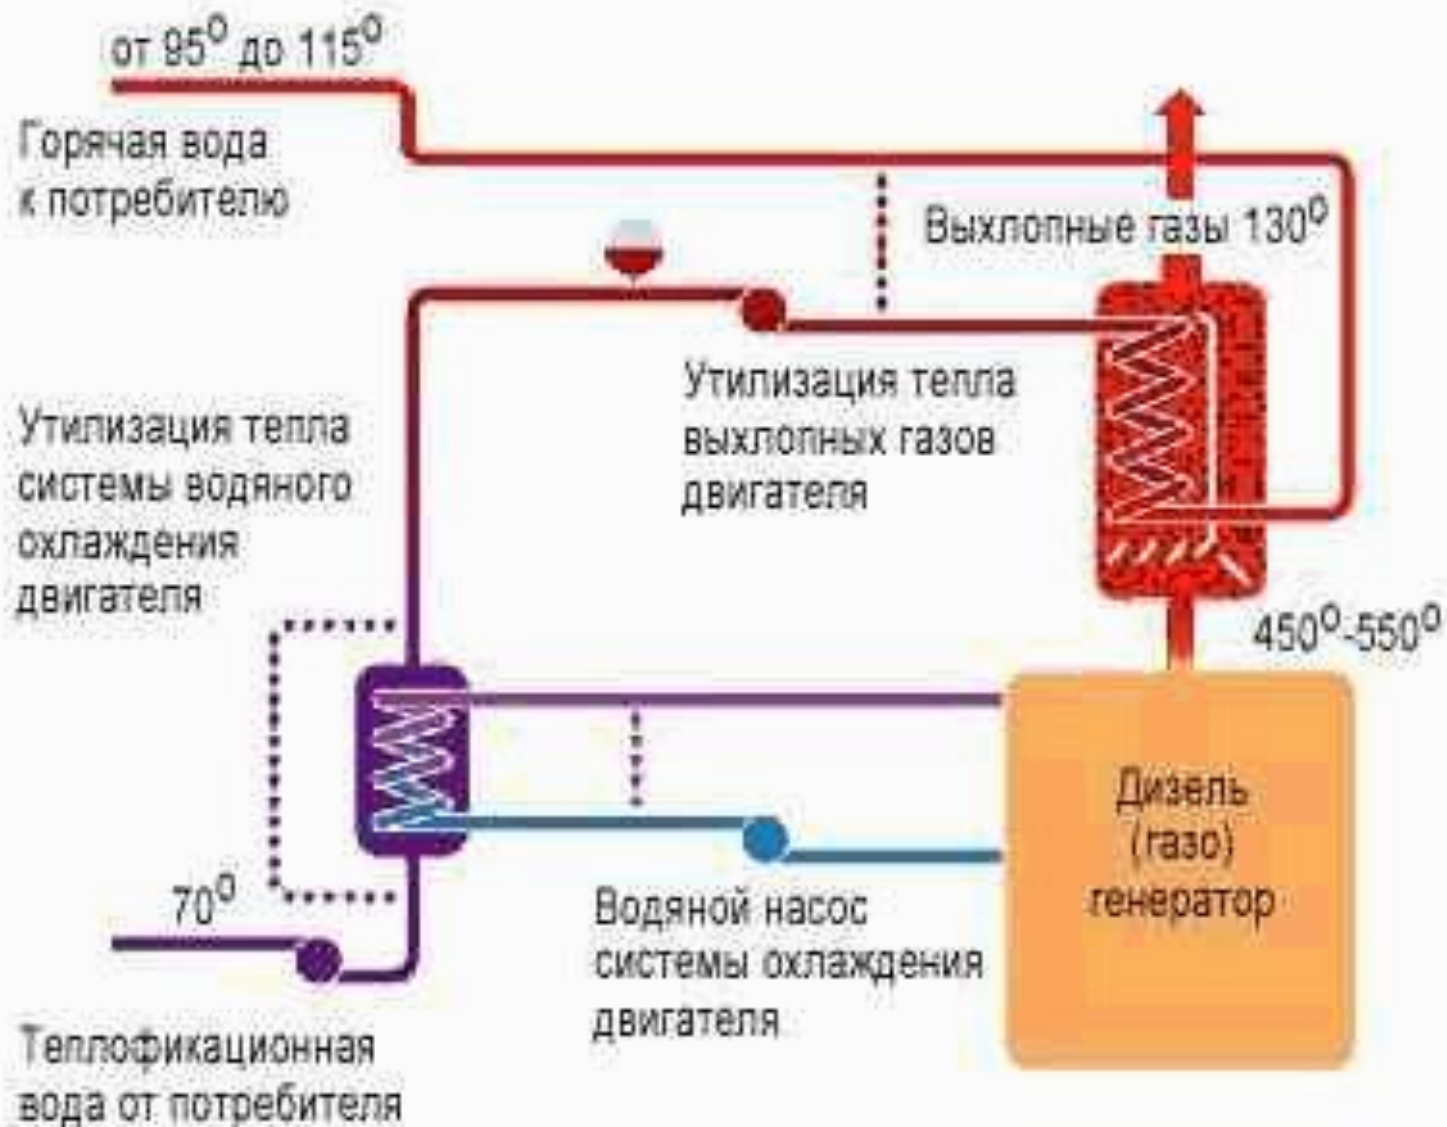 от 95⁰ до 115⁰
Горячая вода
к потребителю
Выхлопные газы 130⁰
Утилизация тепла
выхлопных газов
двигателя
Утилизация тепла
системы водяного
охлаждения
двигателя
450⁰-550⁰
Дизель
(газо)
генератор
70⁰
Водяной насос
системы охлаждения
двигателя
Теплофикационная
вода от потребителя